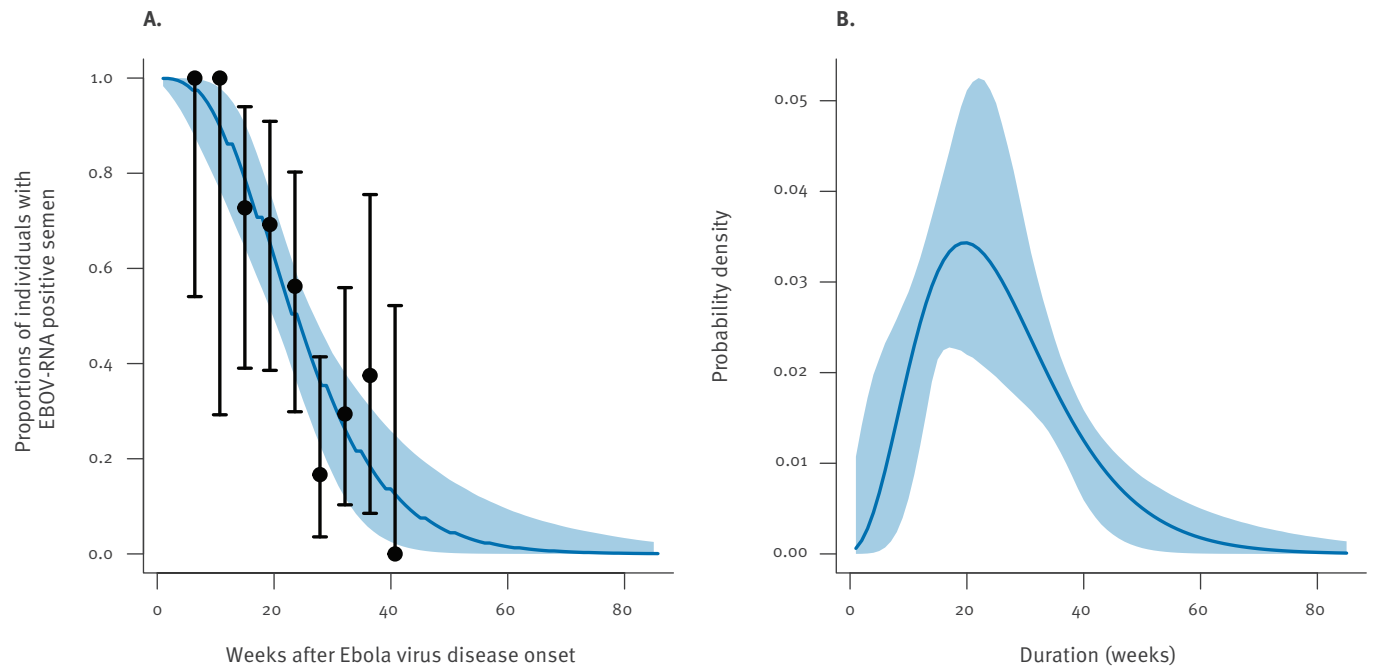 A.
Proportions of individuals with
EBOV-RNA positive semen
1.0
0.8
0.6
0.4
0.2
0.0
0 20 40 60 80
Weeks after Ebola virus disease onset
B.
Probability density
0.05
0.04
0.03
0.02
0.01
0.00
0 20 40 60 80
Duration (weeks)